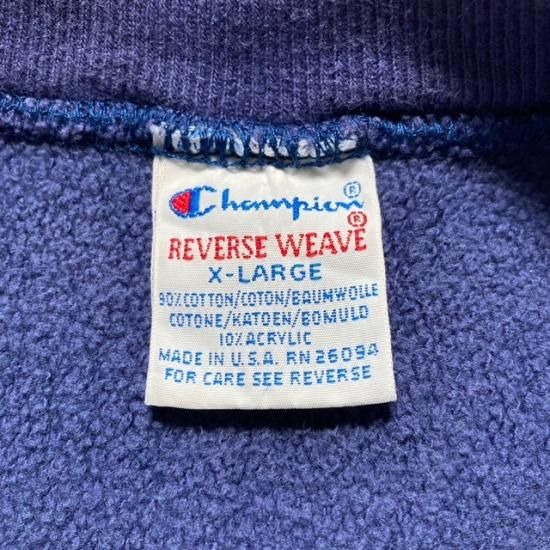 Champion®
REVERSE WEAVE®
X-LARGE
90% COTTON/COTON/BAUMWOLLE
COTONE/KATOEN/BOMULD
10% ACRYLIC
MADE IN U.S.A. RN 26094
FOR CARE SEE REVERSE